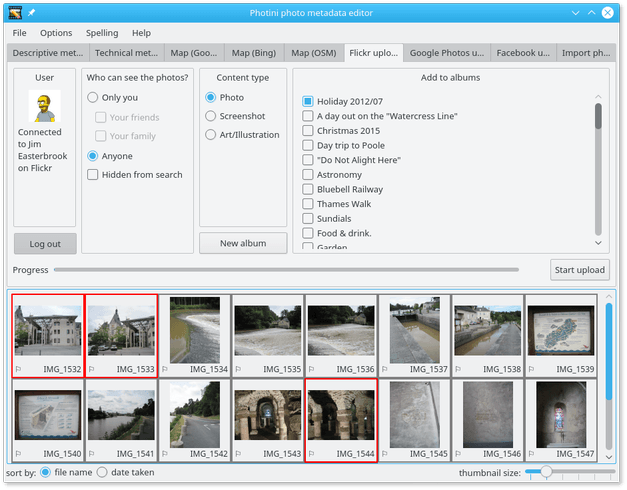 Photini photo metadata editor
File Options Spelling Help
Descriptive met... Technical met... Map (Goo... Map (Bing) Map (OSM) Flickr uplo... Google Photos u... Facebook u... Import ph...
User
Connected
to Jim
Easterbrook
on Flickr
Log out
Who can see the photos?
Only you
Your friends
Your family
Anyone
Hidden from search
Content type
Photo
Screenshot
Art/Illustration
New album
Add to albums
Holiday 2012/07
A day out on the "Watercress Line"
Christmas 2015
Day trip to Poole
"Do Not Alight Here"
Astronomy
Bluebell Railway
Thames Walk
Sundials
Food & drink.
Garden
Progress
Start upload
IMG_1532 IMG_1533 IMG_1534 IMG_1535 IMG_1536 IMG_1537 IMG_1538 IMG_1539
IMG_1540 IMG_1541 IMG_1542 IMG_1543 IMG_1544 IMG_1545 IMG_1546 IMG_1547
sort by: file name date taken thumbnail size: